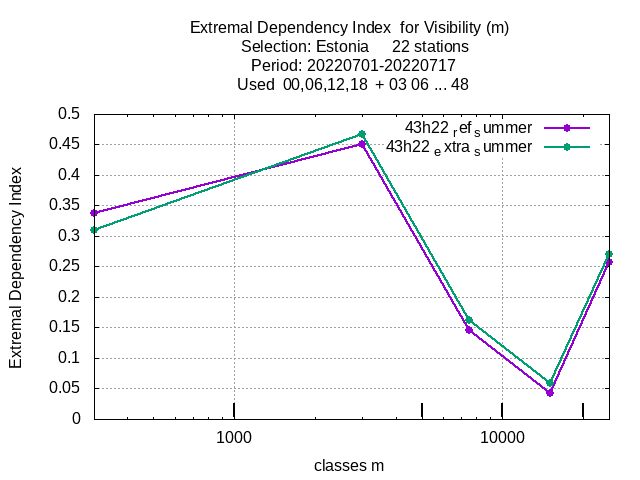 Extremal Dependency Index for Visibility (m)
Selection: Estonia 22 stations
Period: 20220701-20220717
Used 00,06,12,18 + 03 06 ... 48
43h22 ref summer
43h22 extra summer
Extremal Dependency Index
0.5
0.45
0.4
0.35
0.3
0.25
0.2
0.15
0.1
0.05
0
1000 10000
classes m